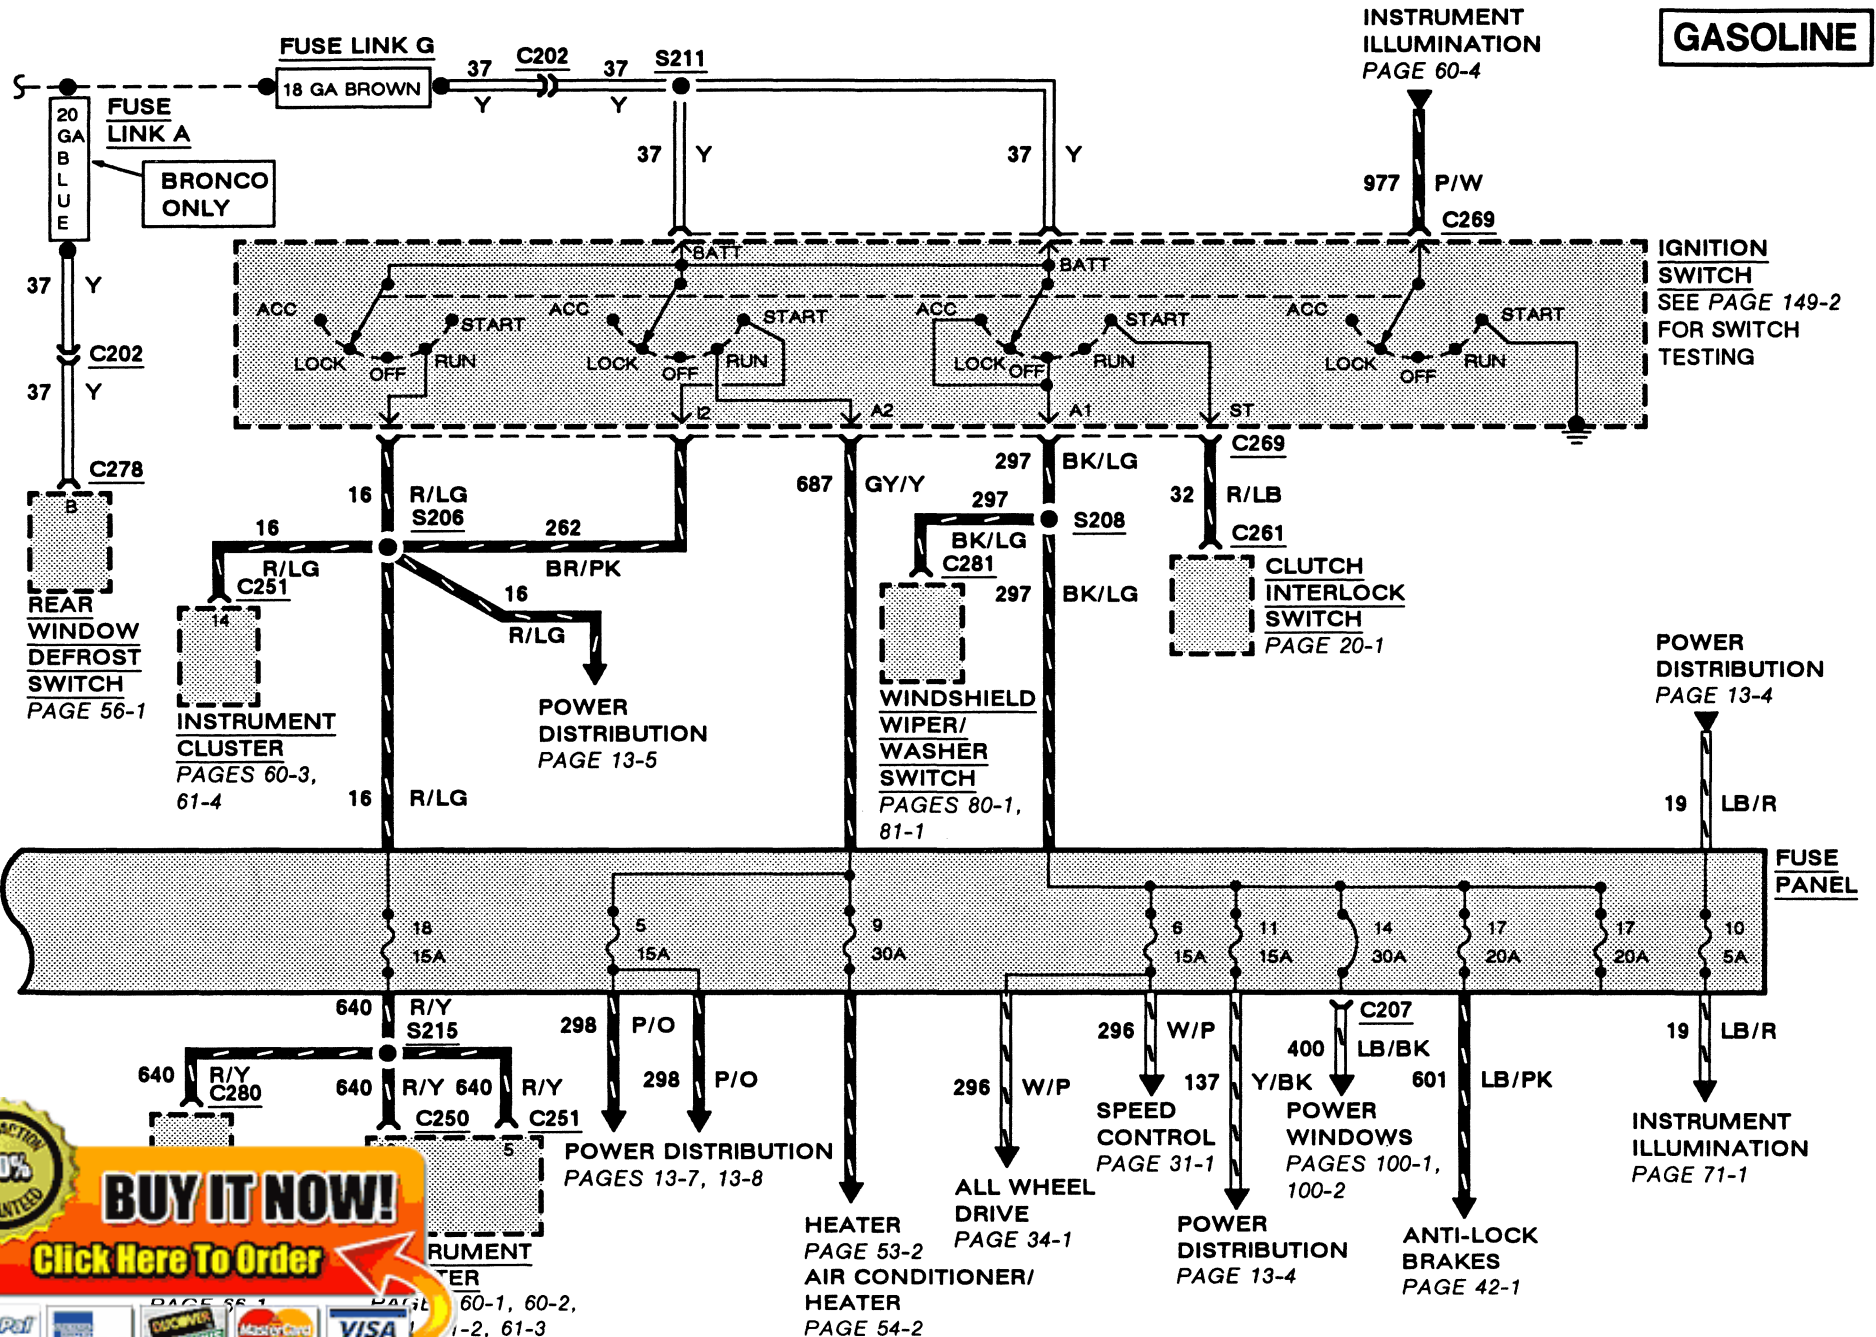 GASOLINE
INSTRUMENT
ILLUMINATION
PAGE 60-4
FUSE LINK G
18 GA BROWN
37
Y
C202
37
Y
S211
FUSE
LINK A
20
GA
B
L
U
E
BRONCO
ONLY
37 Y
37 Y
977 P/W
C269
37 Y
C202
37 Y
C278
B
REAR
WINDOW
DEFROST
SWITCH
PAGE 56-1
IGNITION
SWITCH
SEE PAGE 149-2
FOR SWITCH
TESTING
BATT
BATT
ACC
START
LOCK
OFF
RUN
ACC
START
LOCK
OFF
RUN
ACC
START
LOCK
OFF
RUN
ACC
START
LOCK
OFF
RUN
I2
A2
A1
ST
C269
16 R/LG
S206
16
R/LG
C251
14
INSTRUMENT
CLUSTER
PAGES 60-3,
61-4
262
BR/PK
16
R/LG
POWER
DISTRIBUTION
PAGE 13-5
16 R/LG
687 GY/Y
297 BK/LG
297
BK/LG
S208
C281
297 BK/LG
WINDSHIELD
WIPER/
WASHER
SWITCH
PAGES 80-1,
81-1
32 R/LB
C261
CLUTCH
INTERLOCK
SWITCH
PAGE 20-1
POWER
DISTRIBUTION
PAGE 13-4
19 LB/R
FUSE
PANEL
18
15A
5
15A
9
30A
6
15A
11
15A
14
30A
17
20A
17
20A
10
5A
640 R/Y
S215
640 R/Y
C280
640 R/Y
C250
640 R/Y
C251
5
298 P/O
298 P/O
POWER DISTRIBUTION
PAGES 13-7, 13-8
HEATER
PAGE 53-2
AIR CONDITIONER/
HEATER
PAGE 54-2
296 W/P
ALL WHEEL
DRIVE
PAGE 34-1
296 W/P
SPEED
CONTROL
PAGE 31-1
137 Y/BK
POWER
DISTRIBUTION
PAGE 13-4
C207
400 LB/BK
POWER
WINDOWS
PAGES 100-1,
100-2
601 LB/PK
ANTI-LOCK
BRAKES
PAGE 42-1
19 LB/R
INSTRUMENT
ILLUMINATION
PAGE 71-1
BUY IT NOW!
Click Here To Order
RUMENT
TER
60-1, 60-2,
61-3
DISCOVER
MasterCard
VISA